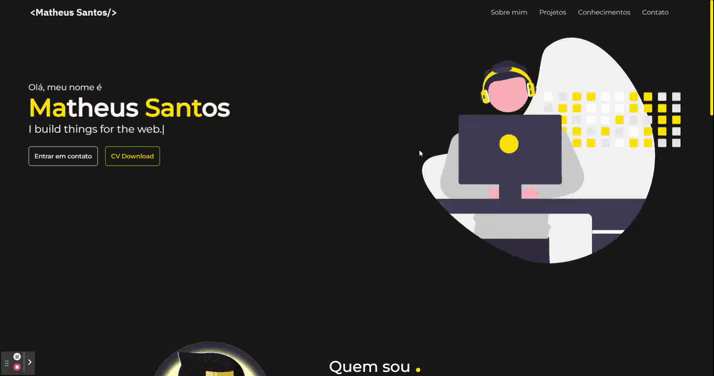 <Matheus Santos/>
Sobre mim Projetos Conhecimentos Contato
Olá, meu nome é
Matheus Santos
I build things for the web.|
Entrar em contato CV Download
Quem sou .